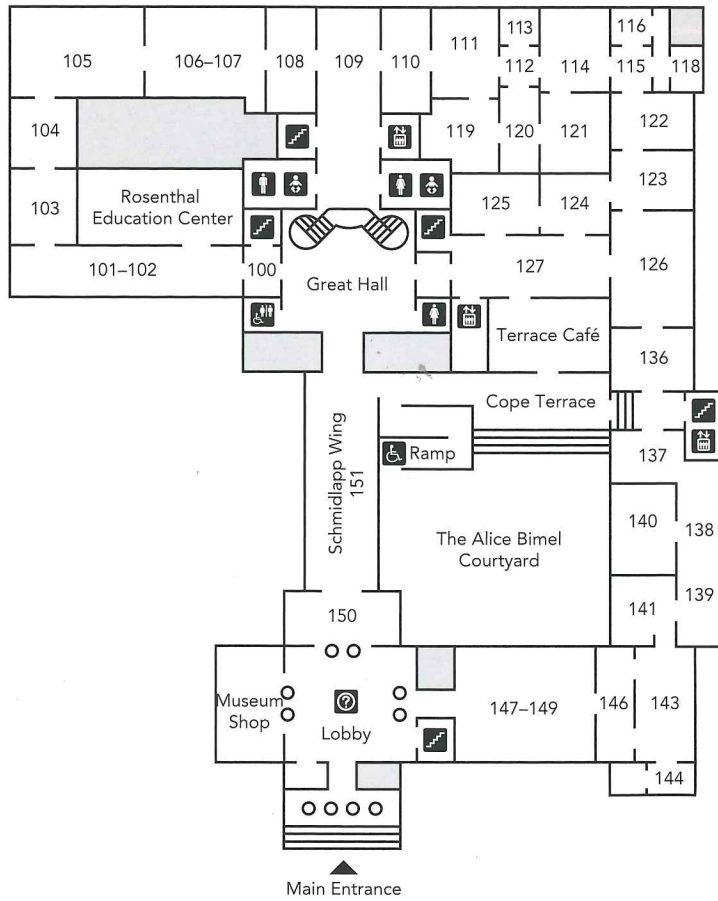 113
116
105
106–107
108
109
110
111
112
114
115
118
104
119
120
121
122
123
103
Rosenthal
Education Center
125
124
101–102
100
Great Hall
127
126
Terrace Café
136
Cope Terrace
Schmidlapp Wing
151
Ramp
137
140
138
The Alice Bimel
Courtyard
139
141
150
Museum
Shop
?
Lobby
147–149
146
143
144
Main Entrance